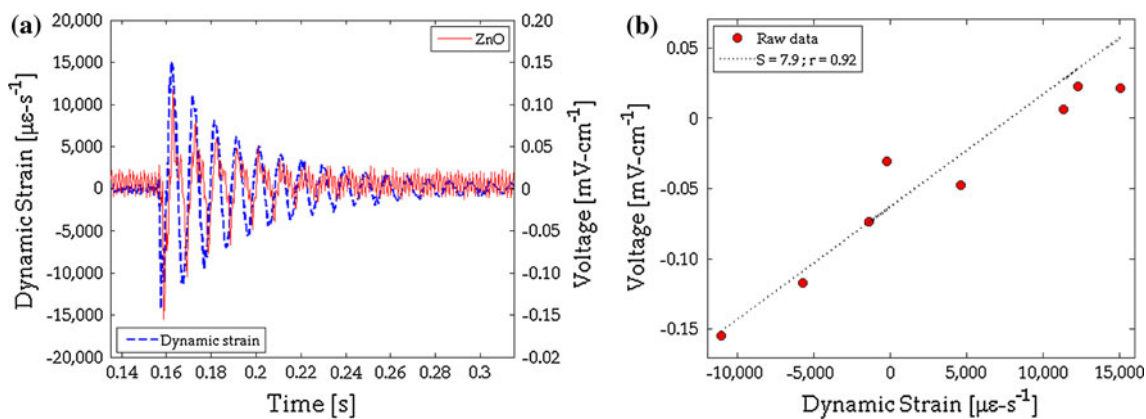 (a)
ZnO
Dynamic strain
Dynamic Strain [με-s⁻¹]
20,000
15,000
10,000
5,000
0
-5,000
-10,000
-15,000
-20,000
0.14 0.16 0.18 0.2 0.22 0.24 0.26 0.28 0.3
Time [s]
0.20
0.15
0.10
0.05
0
-0.05
-0.10
-0.15
-0.02
Voltage [mV-cm⁻¹]
(b)
Raw data
S = 7.9 ; r = 0.92
Voltage [mV-cm⁻¹]
0.05
0
-0.05
-0.10
-0.15
-10,000 -5,000 0 5,000 10,000 15,000
Dynamic Strain [με-s⁻¹]